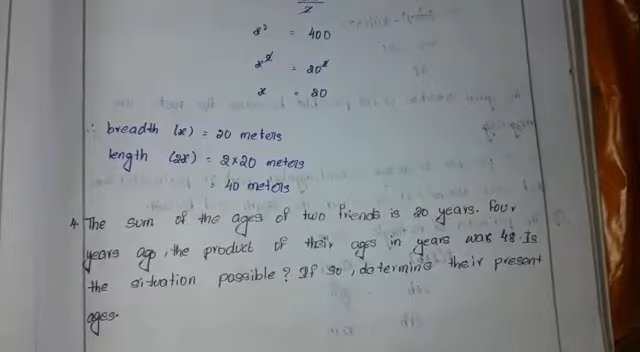 2
x² = 400
x² = 20²
x = 20
∴ breadth (x) = 20 meters
length (2x) = 2×20 meters
= 40 meters
4. The sum of the ages of two friends is 20 years. Four
years ago, the product of their ages in years was 48. Is
the situation possible? If so, determine their present
ages.